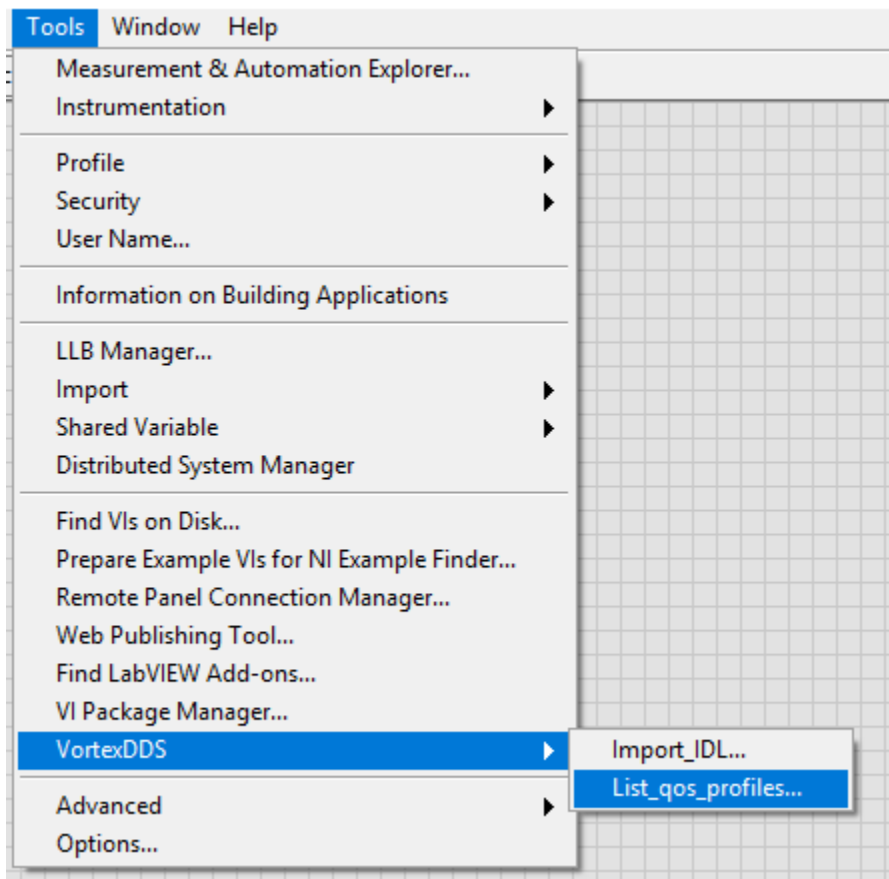 Tools Window Help
Measurement & Automation Explorer...
Instrumentation
Profile
Security
User Name...
Information on Building Applications
LLB Manager...
Import
Shared Variable
Distributed System Manager
Find VIs on Disk...
Prepare Example VIs for NI Example Finder...
Remote Panel Connection Manager...
Web Publishing Tool...
Find LabVIEW Add-ons...
VI Package Manager...
VortexDDS
Import_IDL...
List_qos_profiles...
Advanced
Options...